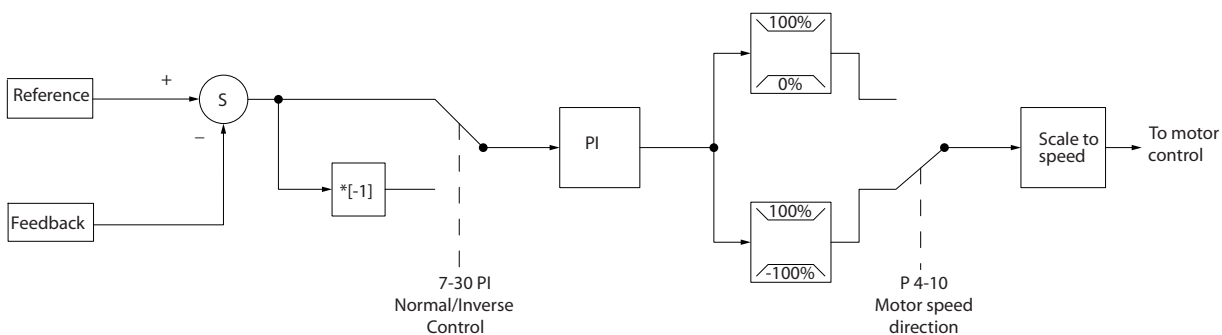 Reference
+
S
_
Feedback
*[-1]
7-30 PI
Normal/Inverse
Control
PI
100%
0%
100%
-100%
P 4-10
Motor speed
direction
Scale to
speed
To motor
control